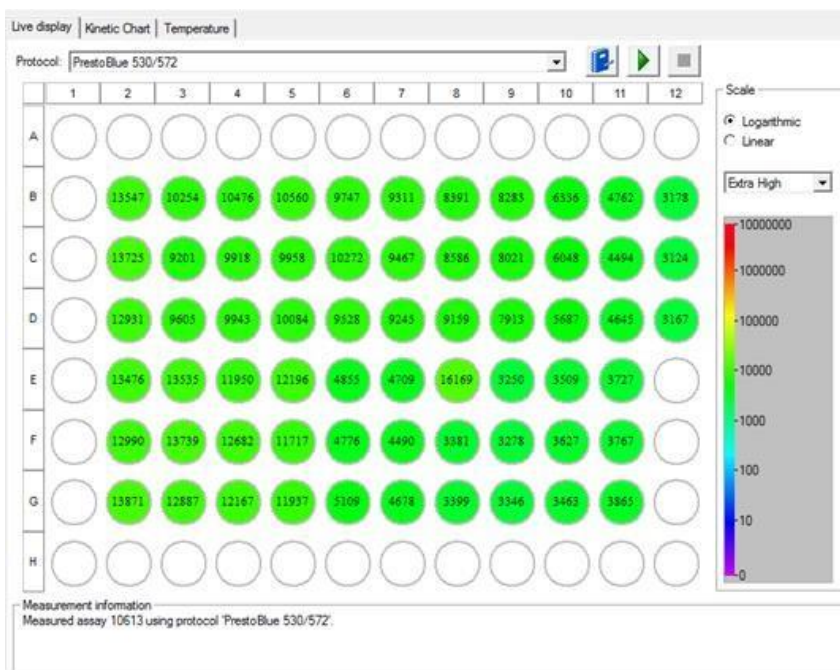 Live display Kinetic Chart Temperature
Protocol: PrestoBlue 530/572
1 2 3 4 5 6 7 8 9 10 11 12
Scale
Logarithmic
Linear
Extra High
A
B 13547 10254 10476 10560 9747 9311 8391 8283 6336 4762 3178
C 13725 9201 9918 9958 10272 9467 8586 8021 6048 4494 3124
D 12931 9605 9943 10084 9528 9245 9159 7913 5687 4645 3167
E 13476 13535 11950 12196 4855 4709 16169 3250 3509 3727
F 12990 13739 12682 11717 4776 4490 3381 3278 3627 3767
G 13871 12887 12167 11937 5109 4678 3399 3346 3463 3865
H
10000000
1000000
100000
10000
1000
100
10
0
Measurement information
Measured assay 10613 using protocol 'PrestoBlue 530/572'.